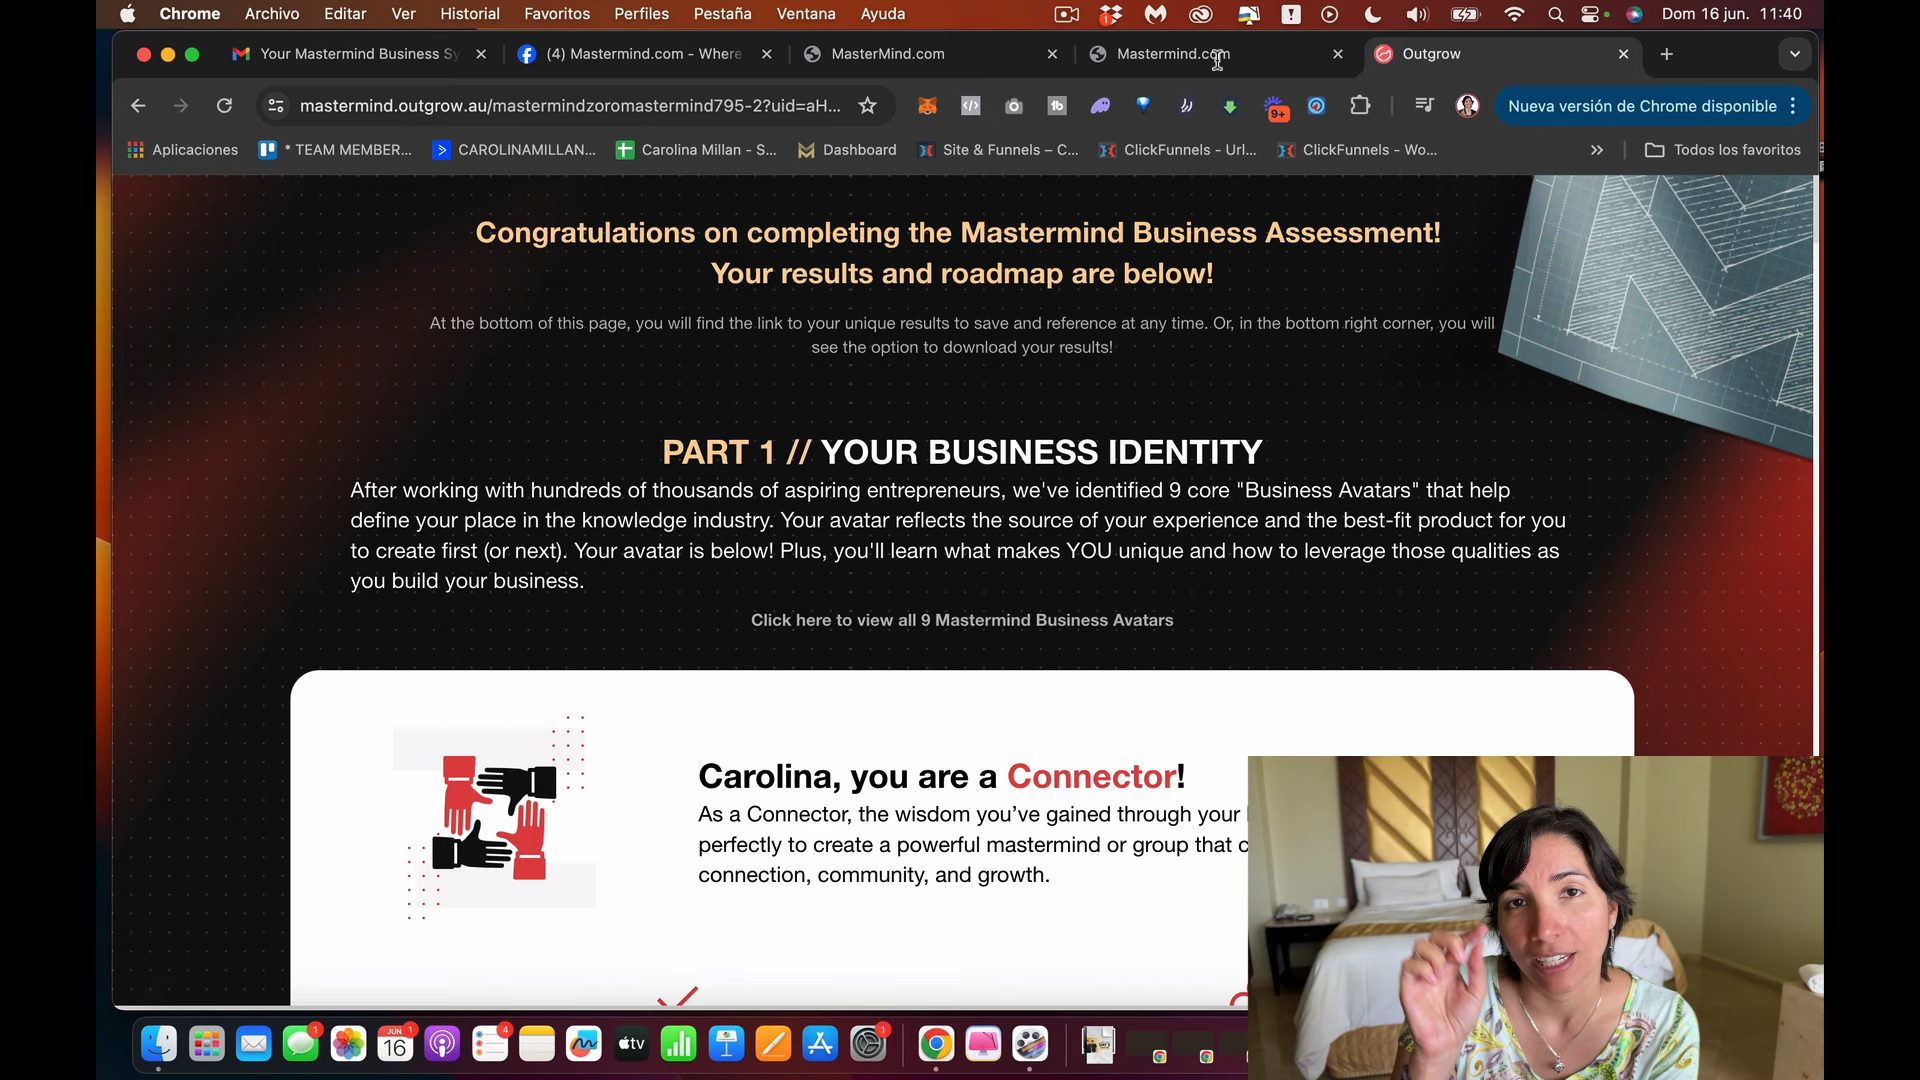 Chrome Archivo Editar Ver Historial Favoritos Perfiles Pestaña Ventana Ayuda Dom 16 jun. 11:40
Your Mastermind Business Sy (4) Mastermind.com - Where MasterMind.com Mastermind.com Outgrow
mastermind.outgrow.au/mastermindzoromastermind795-2?uid=aH... 9+ Nueva versión de Chrome disponible
Aplicaciones * TEAM MEMBER... CAROLINAMILLAN... Carolina Millan - S... Dashboard Site & Funnels – C... ClickFunnels - Url... ClickFunnels - Wo... Todos los favoritos
Congratulations on completing the Mastermind Business Assessment!
Your results and roadmap are below!
At the bottom of this page, you will find the link to your unique results to save and reference at any time. Or, in the bottom right corner, you will
see the option to download your results!
PART 1 // YOUR BUSINESS IDENTITY
After working with hundreds of thousands of aspiring entrepreneurs, we've identified 9 core "Business Avatars" that help
define your place in the knowledge industry. Your avatar reflects the source of your experience and the best-fit product for you
to create first (or next). Your avatar is below! Plus, you'll learn what makes YOU unique and how to leverage those qualities as
you build your business.
Click here to view all 9 Mastermind Business Avatars
Carolina, you are a Connector!
As a Connector, the wisdom you've gained through your
perfectly to create a powerful mastermind or group that
connection, community, and growth.
1 JUN. 1 16 4 tv 1